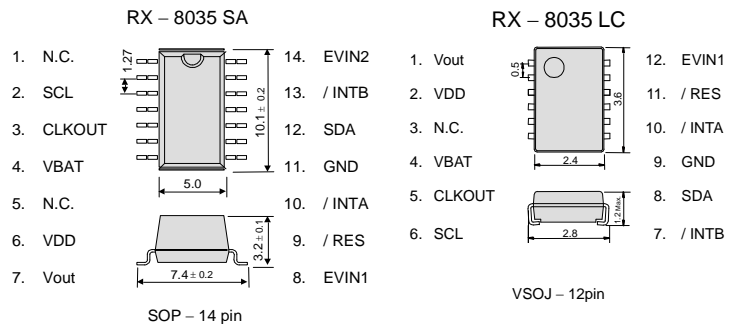 RX – 8035 SA
1. N.C.
2. SCL
3. CLKOUT
4. VBAT
5. N.C.
6. VDD
7. Vout
1.27
10.1 ± 0.2
5.0
3.2 ± 0.1
7.4 ± 0.2
14. EVIN2
13. / INTB
12. SDA
11. GND
10. / INTA
9. / RES
8. EVIN1
SOP – 14 pin
RX – 8035 LC
1. Vout
2. VDD
3. N.C.
4. VBAT
5. CLKOUT
6. SCL
0.5
3.6
2.4
1.2 Max.
2.8
12. EVIN1
11. / RES
10. / INTA
9. GND
8. SDA
7. / INTB
VSOJ – 12pin